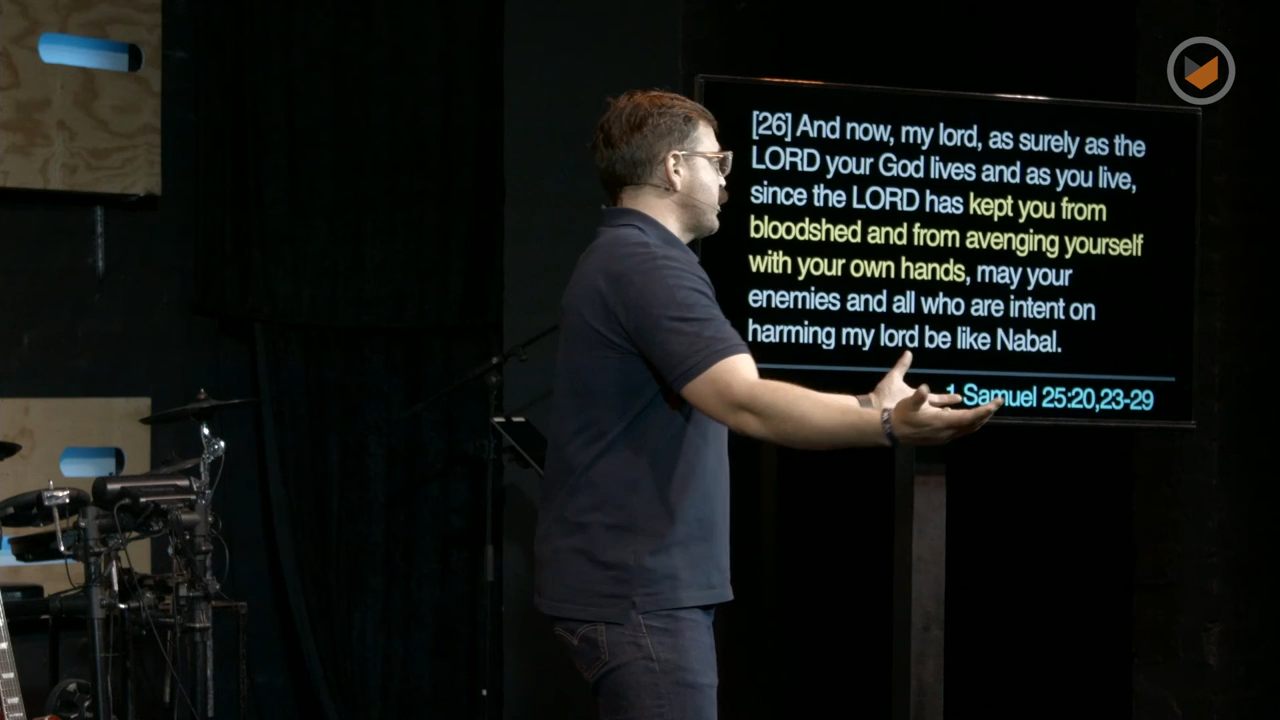 [26] And now, my lord, as surely as the
LORD your God lives and as you live,
since the LORD has kept you from
bloodshed and from avenging yourself
with your own hands, may your
enemies and all who are intent on
harming my lord be like Nabal.
1 Samuel 25:20,23-29